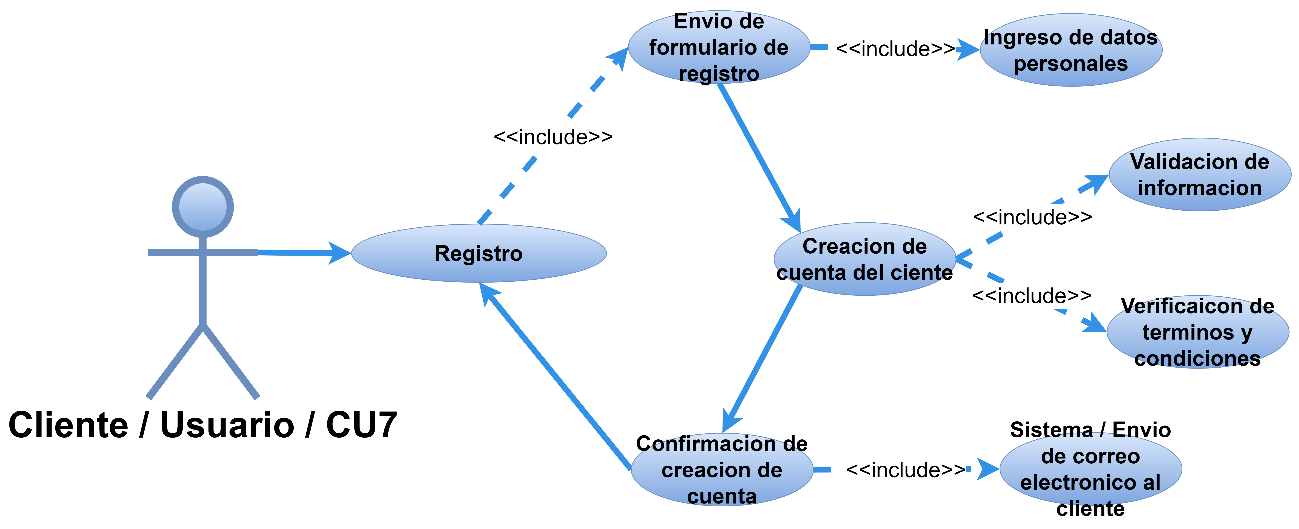 Envio de
formulario de
registro
<<include>>
Ingreso de datos
personales
<<include>>
Validacion de
informacion
<<include>>
Registro
Creacion de
cuenta del ciente
<<include>>
Verificaicon de
terminos y
condiciones
Cliente / Usuario / CU7
Confirmacion de
creacion de
cuenta
<<include>>
Sistema / Envio
de correo
electronico al
cliente